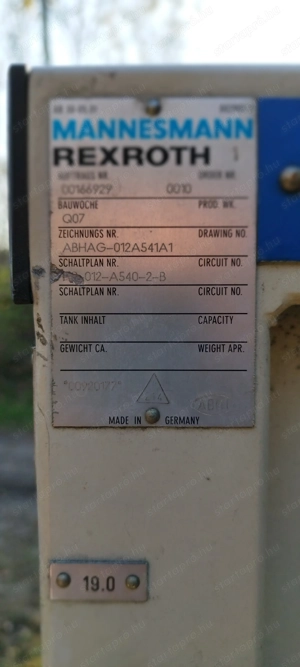 MANNESMANN
REXROTH
AUFTRAGS NR. ORDER NR.
00166929 0010
BAUWOCHE PROD. WK.
Q07
ZEICHNUNGS NR. DRAWING NO.
ABHAG-012A541A1
SCHALTPLAN NR. CIRCUIT NO.
012-A540-2-B
SCHALTPLAN NR. CIRCUIT NO.
TANK INHALT CAPACITY
GEWICHT CA. WEIGHT APR.
MADE IN GERMANY
19.0